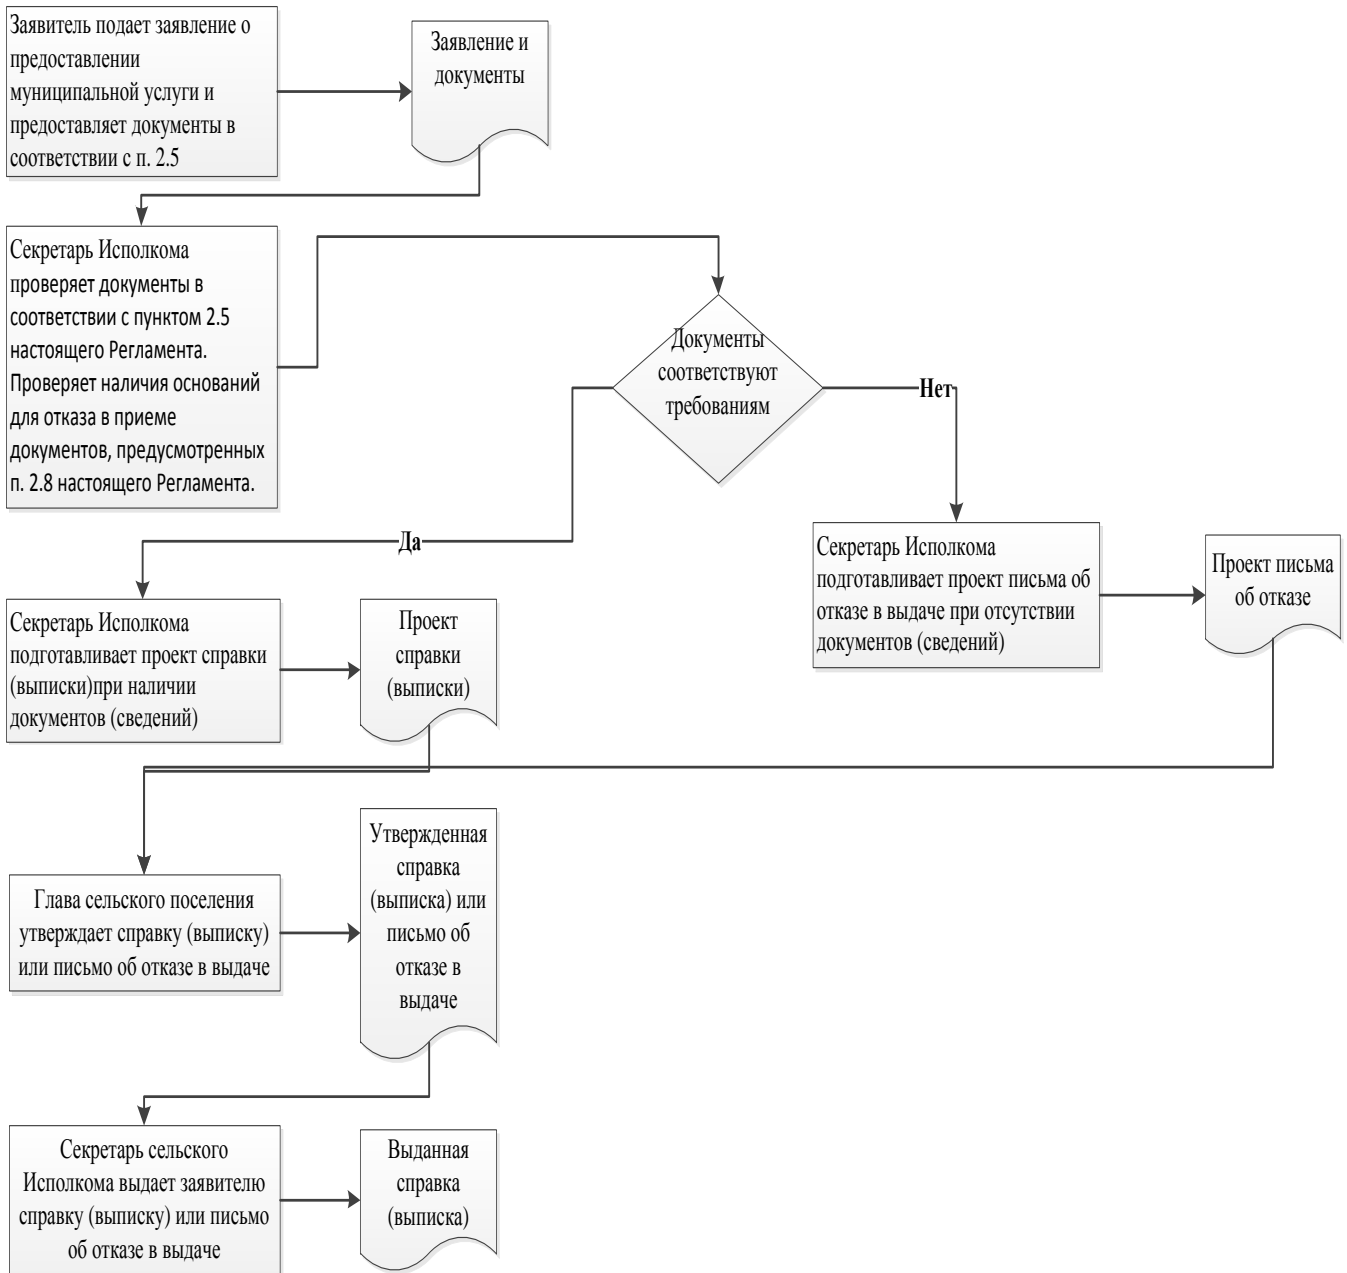 Заявитель подает заявление о
предоставлении
муниципальной услуги и
предоставляет документы в
соответствии с п. 2.5
Заявление и
документы
Секретарь Исполкома
проверяет документы в
соответствии с пунктом 2.5
настоящего Регламента.
Проверяет наличия оснований
для отказа в приеме
документов, предусмотренных
п. 2.8 настоящего Регламента.
Документы
соответствуют
требованиям
Нет
Да
Секретарь Исполкома
подготавливает проект письма об
отказе в выдаче при отсутствии
документов (сведений)
Проект письма
об отказе
Секретарь Исполкома
подготавливает проект справки
(выписки)при наличии
документов (сведений)
Проект
справки
(выписки)
Глава сельского поселения
утверждает справку (выписку)
или письмо об отказе в выдаче
Утвержденная
справка
(выписка) или
письмо об
отказе в
выдаче
Секретарь сельского
Исполкома выдает заявителю
справку (выписку) или письмо
об отказе в выдаче
Выданная
справка
(выписка)